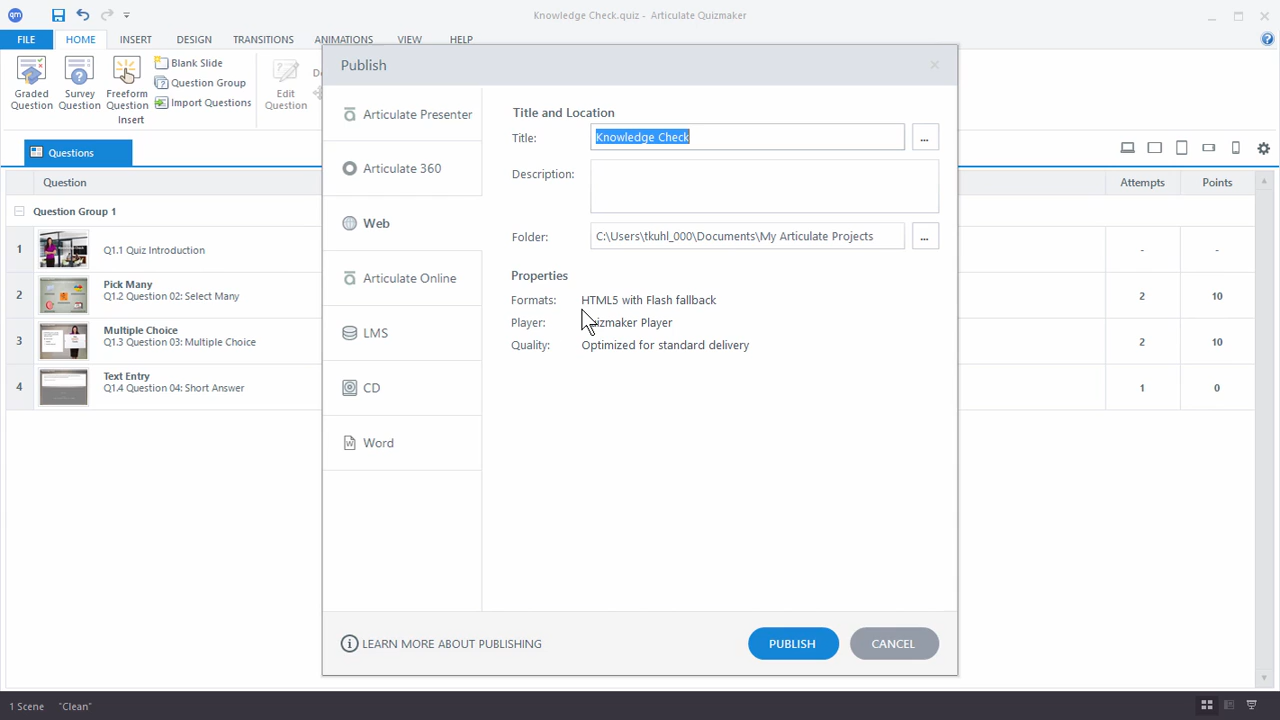 qm
Knowledge Check.quiz - Articulate Quizmaker
FILE HOME INSERT DESIGN TRANSITIONS ANIMATIONS VIEW HELP
Graded Question
Survey Question
Freeform Question
Blank Slide
Question Group
Import Questions
Insert
Edit Question
Questions
Question Attempts Points
Question Group 1
1 Q1.1 Quiz Introduction - -
2 Pick Many
Q1.2 Question 02: Select Many 2 10
3 Multiple Choice
Q1.3 Question 03: Multiple Choice 2 10
4 Text Entry
Q1.4 Question 04: Short Answer 1 0
Publish
Articulate Presenter
Articulate 360
Web
Articulate Online
LMS
CD
Word
Title and Location
Title: Knowledge Check ...
Description:
Folder: C:\Users\tkuhl_000\Documents\My Articulate Projects ...
Properties
Formats: HTML5 with Flash fallback
Player: Player
Quality: Optimized for standard delivery
LEARN MORE ABOUT PUBLISHING
PUBLISH CANCEL
1 Scene "Clean"